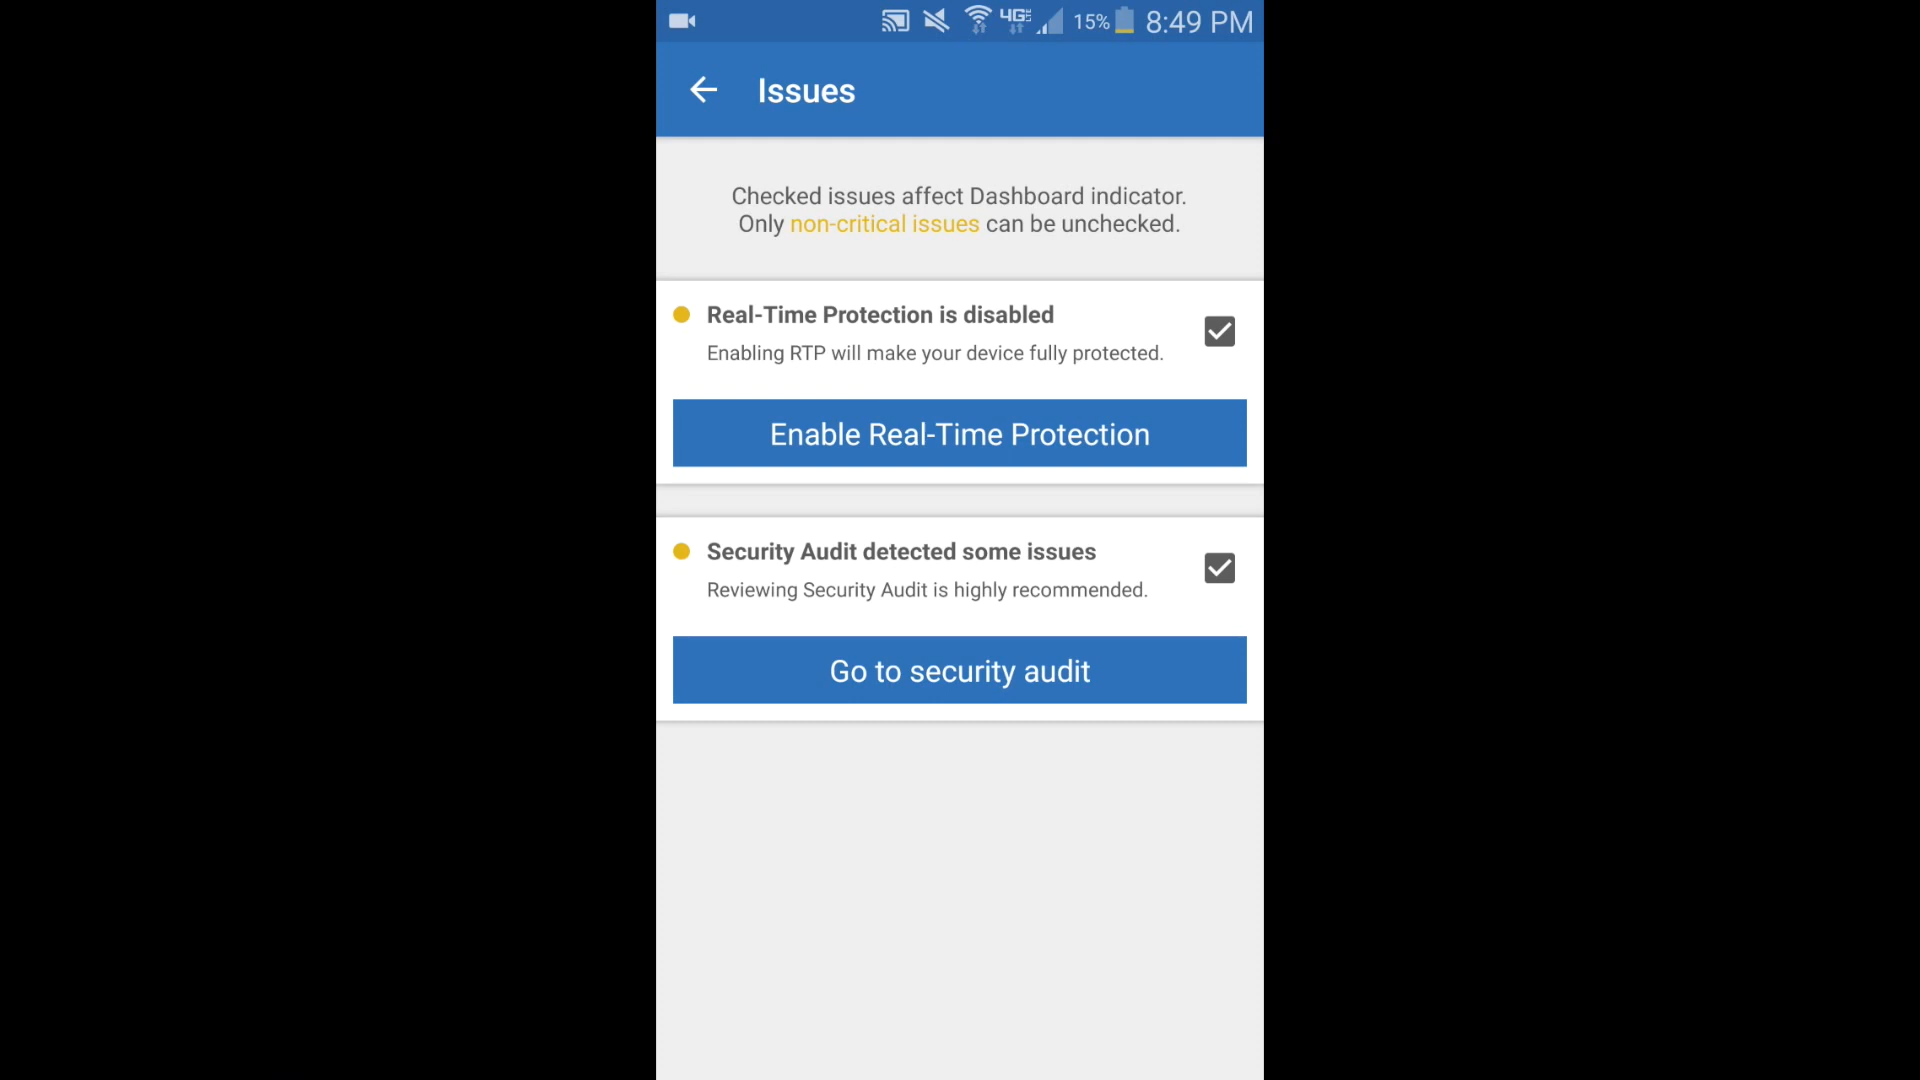 4G LTE 15% 8:49 PM
Issues
Checked issues affect Dashboard indicator.
Only non-critical issues can be unchecked.
Real-Time Protection is disabled
Enabling RTP will make your device fully protected.
Enable Real-Time Protection
Security Audit detected some issues
Reviewing Security Audit is highly recommended.
Go to security audit